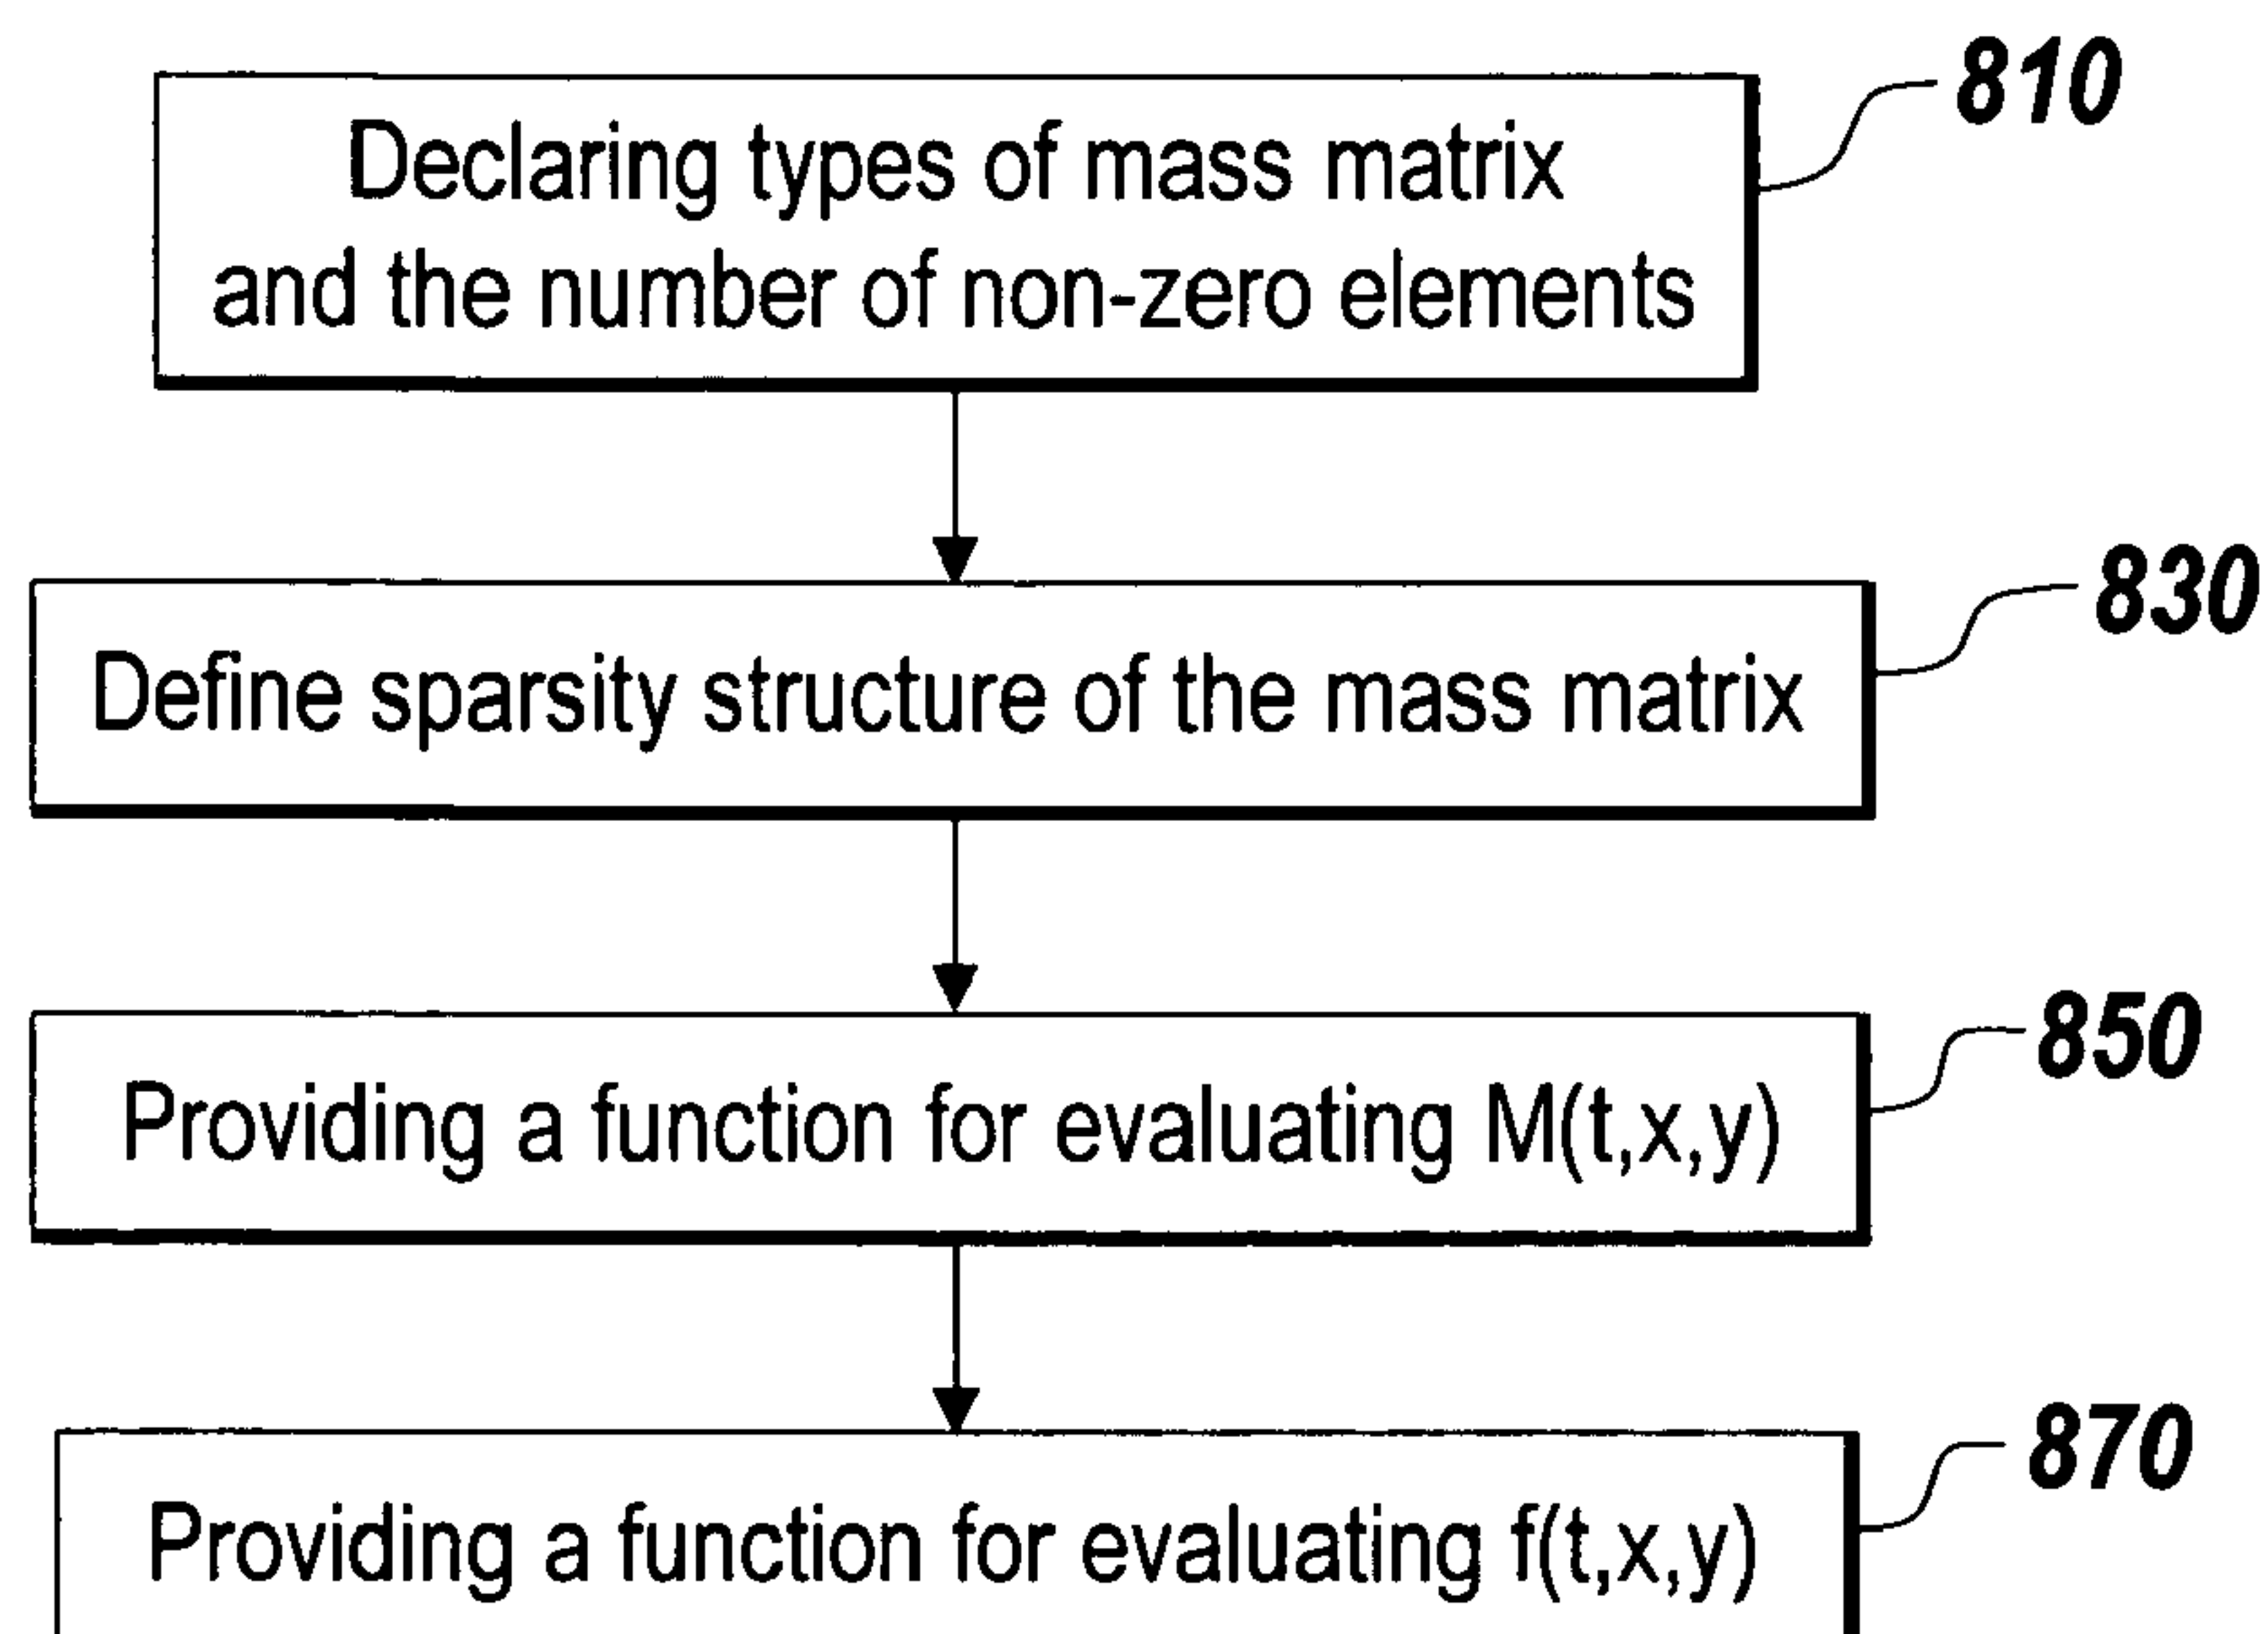 810
Declaring types of mass matrix
and the number of non-zero elements
830
Define sparsity structure of the mass matrix
850
Providing a function for evaluating M(t,x,y)
870
Providing a function for evaluating f(t,x,y)